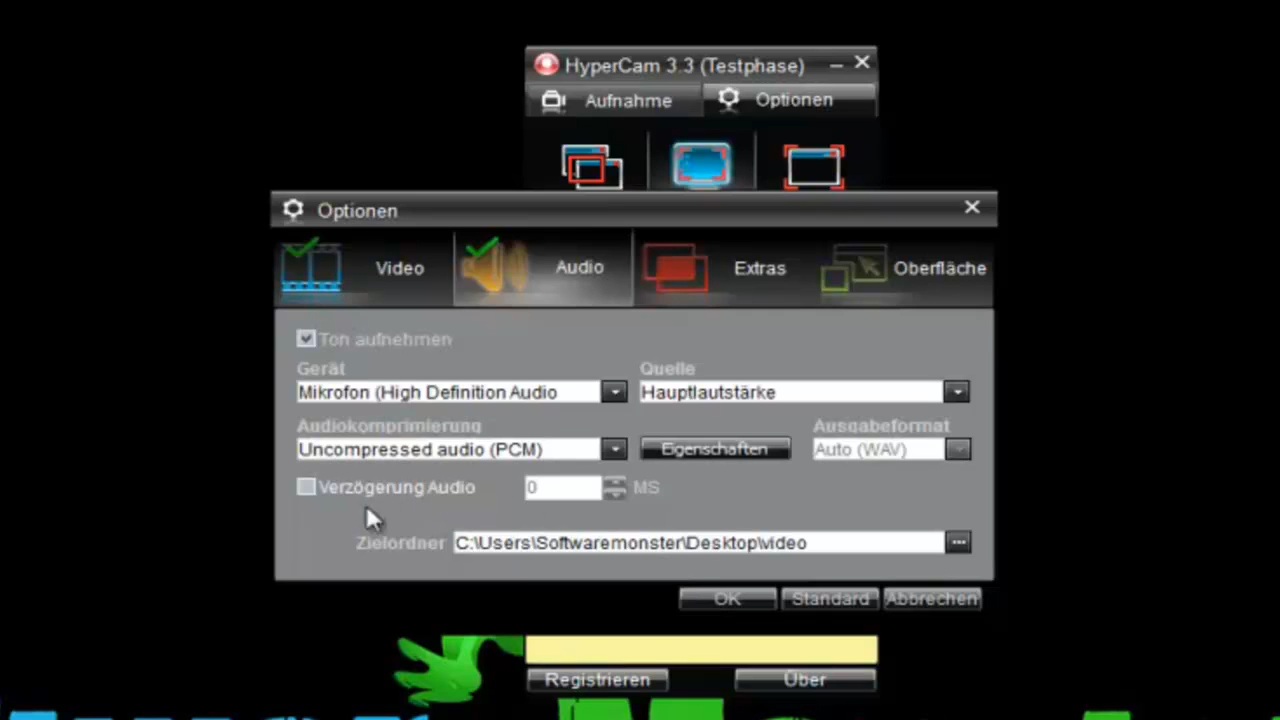 HyperCam 3.3 (Testphase)
Aufnahme
Optionen
Optionen
Video
Audio
Extras
Oberfläche
Ton aufnehmen
Gerät
Quelle
Mikrofon (High Definition Audio
Hauptlautstärke
Audiokomprimierung
Ausgabeformat
Uncompressed audio (PCM)
Eigenschaften
Auto (WAV)
Verzögerung Audio
0
MS
Zielordner
C:\Users\Softwaremonster\Desktop\video
...
OK
Standard
Abbrechen
Registrieren
Über